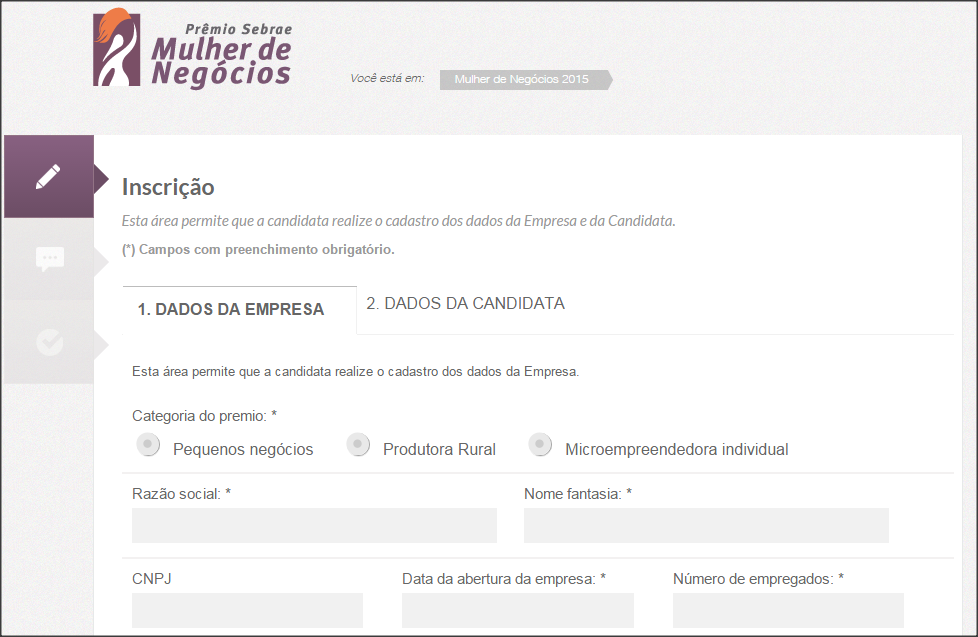 Prêmio Sebrae
Mulher de
Negócios
Você está em:
Mulher de Negócios 2015
Inscrição
Esta área permite que a candidata realize o cadastro dos dados da Empresa e da Candidata.
(*) Campos com preenchimento obrigatório.
1. DADOS DA EMPRESA
2. DADOS DA CANDIDATA
Esta área permite que a candidata realize o cadastro dos dados da Empresa.
Categoria do premio: *
Pequenos negócios
Produtora Rural
Microempreendedora individual
Razão social: *
Nome fantasia: *
CNPJ
Data da abertura da empresa: *
Número de empregados: *